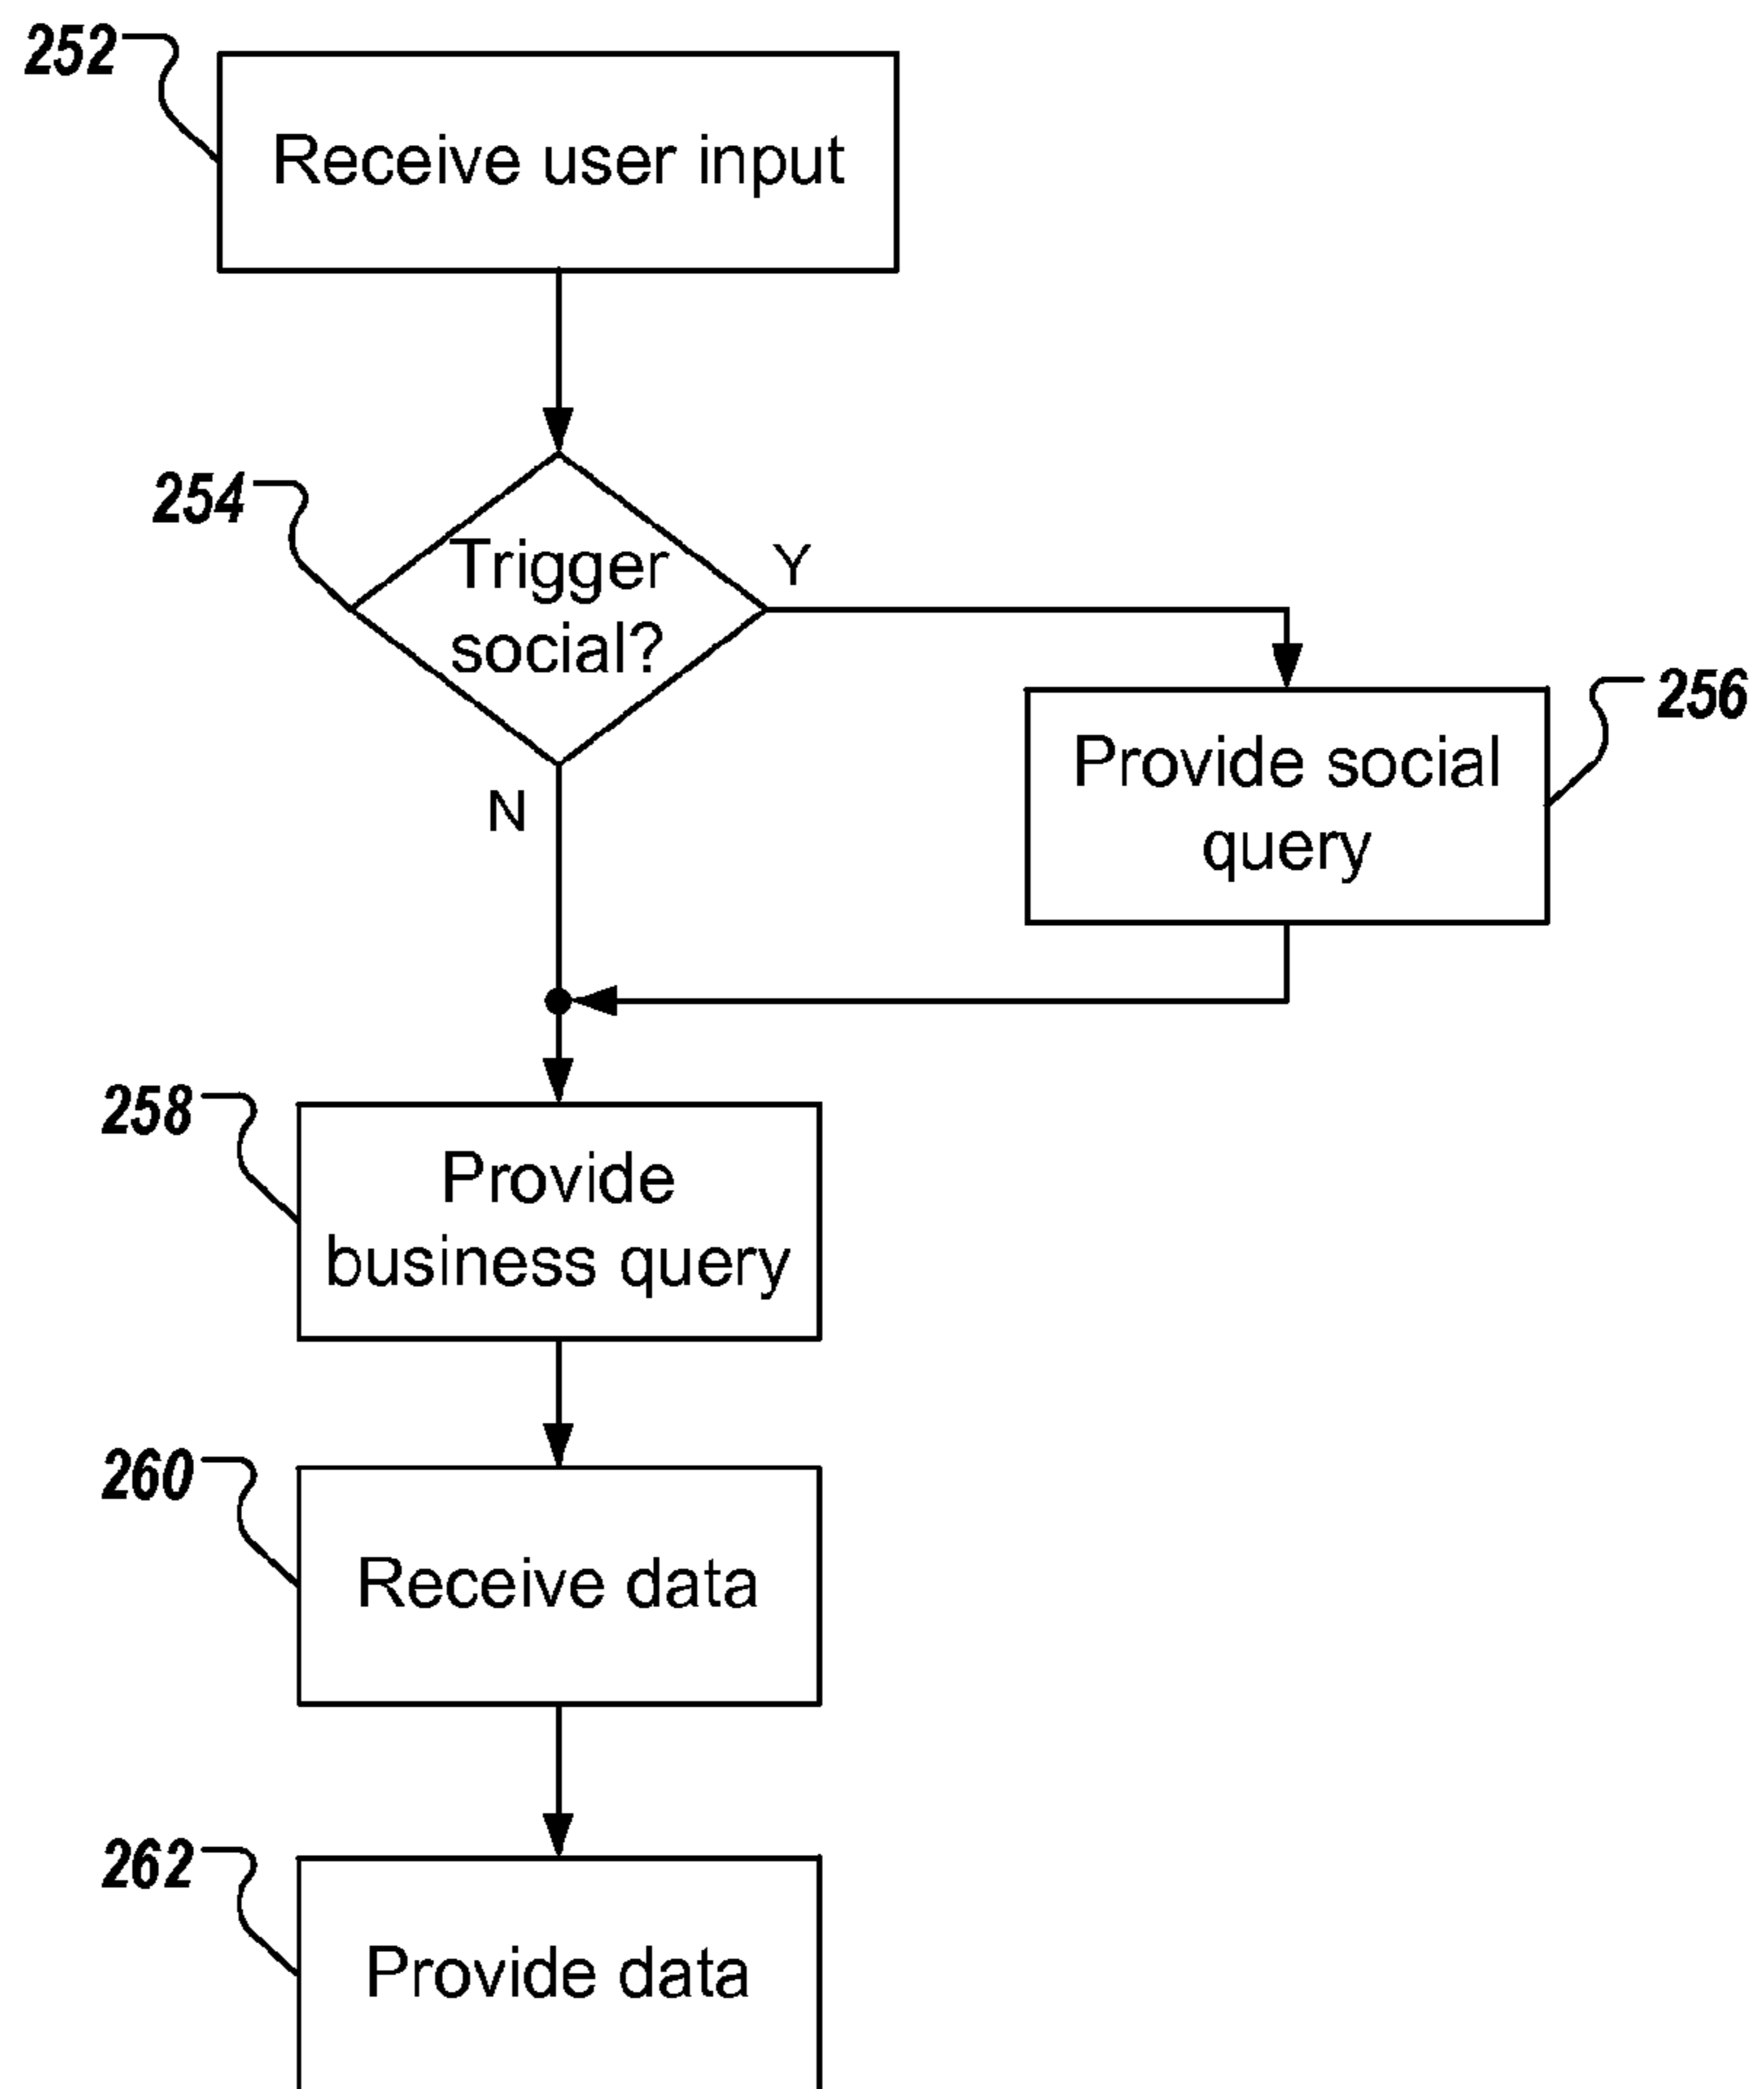 252
Receive user input
254
Trigger
social?
Y
N
256
Provide social
query
258
Provide
business query
260
Receive data
262
Provide data